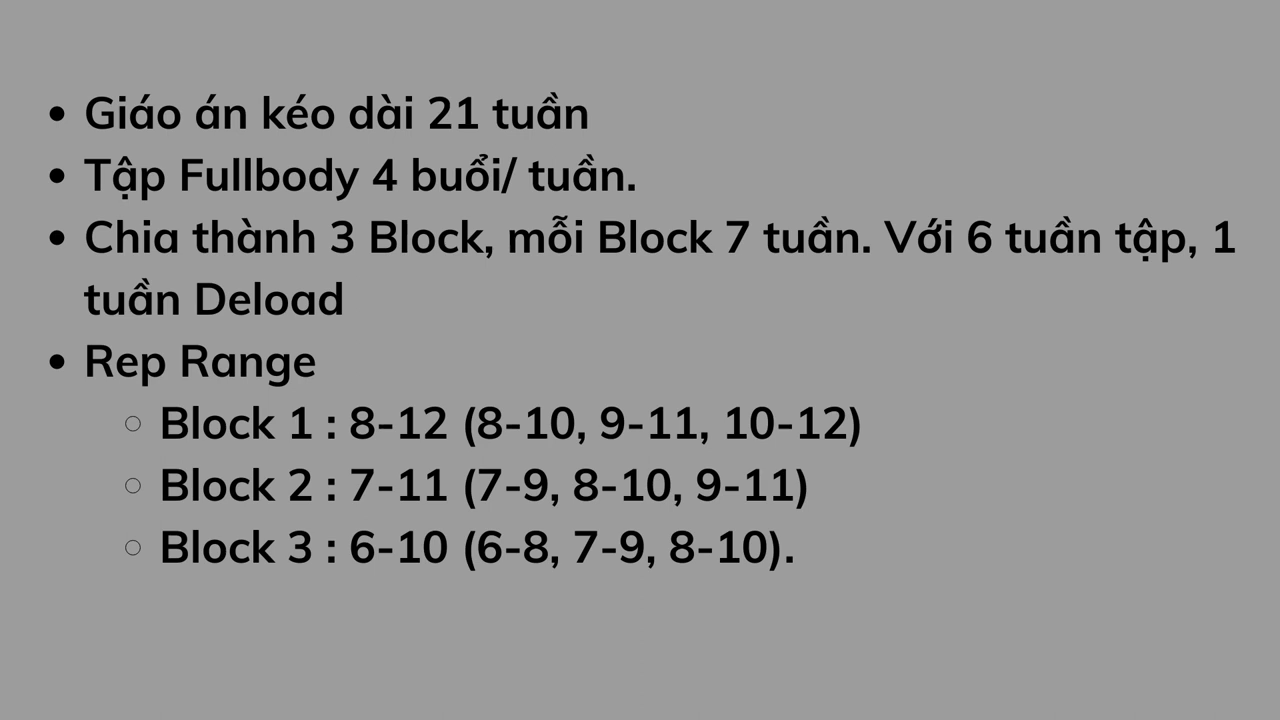 • Giáo án kéo dài 21 tuần
• Tập Fullbody 4 buổi/ tuần.
• Chia thành 3 Block, mỗi Block 7 tuần. Với 6 tuần tập, 1
tuần Deload
• Rep Range
○ Block 1 : 8-12 (8-10, 9-11, 10-12)
○ Block 2 : 7-11 (7-9, 8-10, 9-11)
○ Block 3 : 6-10 (6-8, 7-9, 8-10).